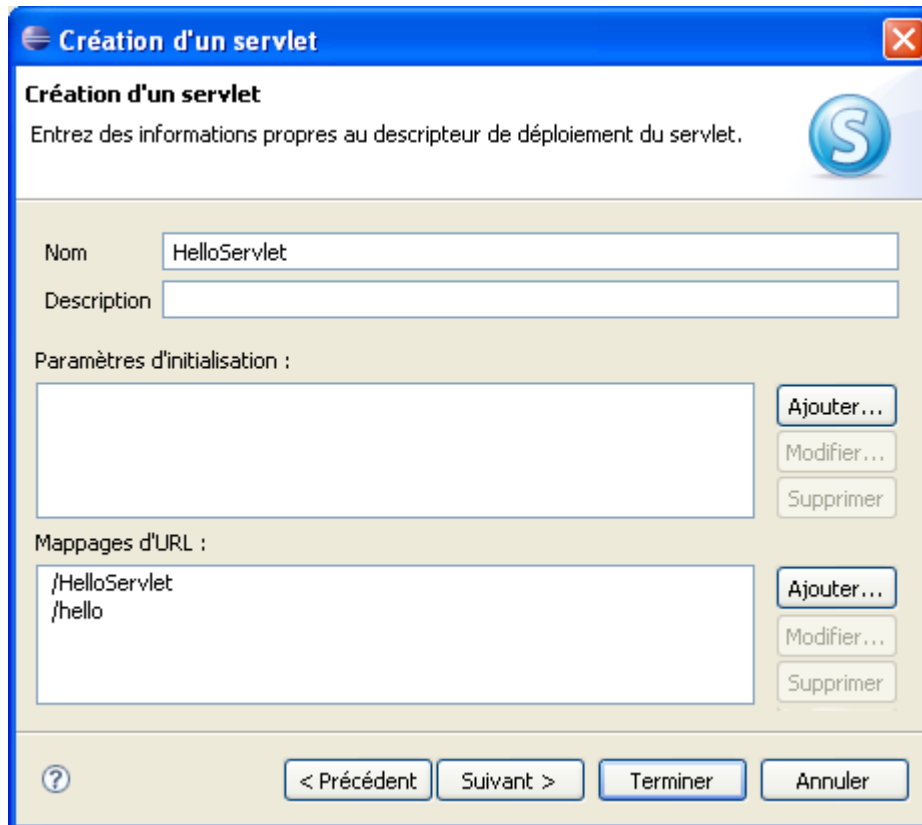 Création d'un servlet
Création d'un servlet
Entrez des informations propres au descripteur de déploiement du servlet.
S
Nom HelloServlet
Description
Paramètres d'initialisation :
Ajouter...
Modifier...
Supprimer
Mappages d'URL :
/HelloServlet
/hello
Ajouter...
Modifier...
Supprimer
? < Précédent Suivant > Terminer Annuler